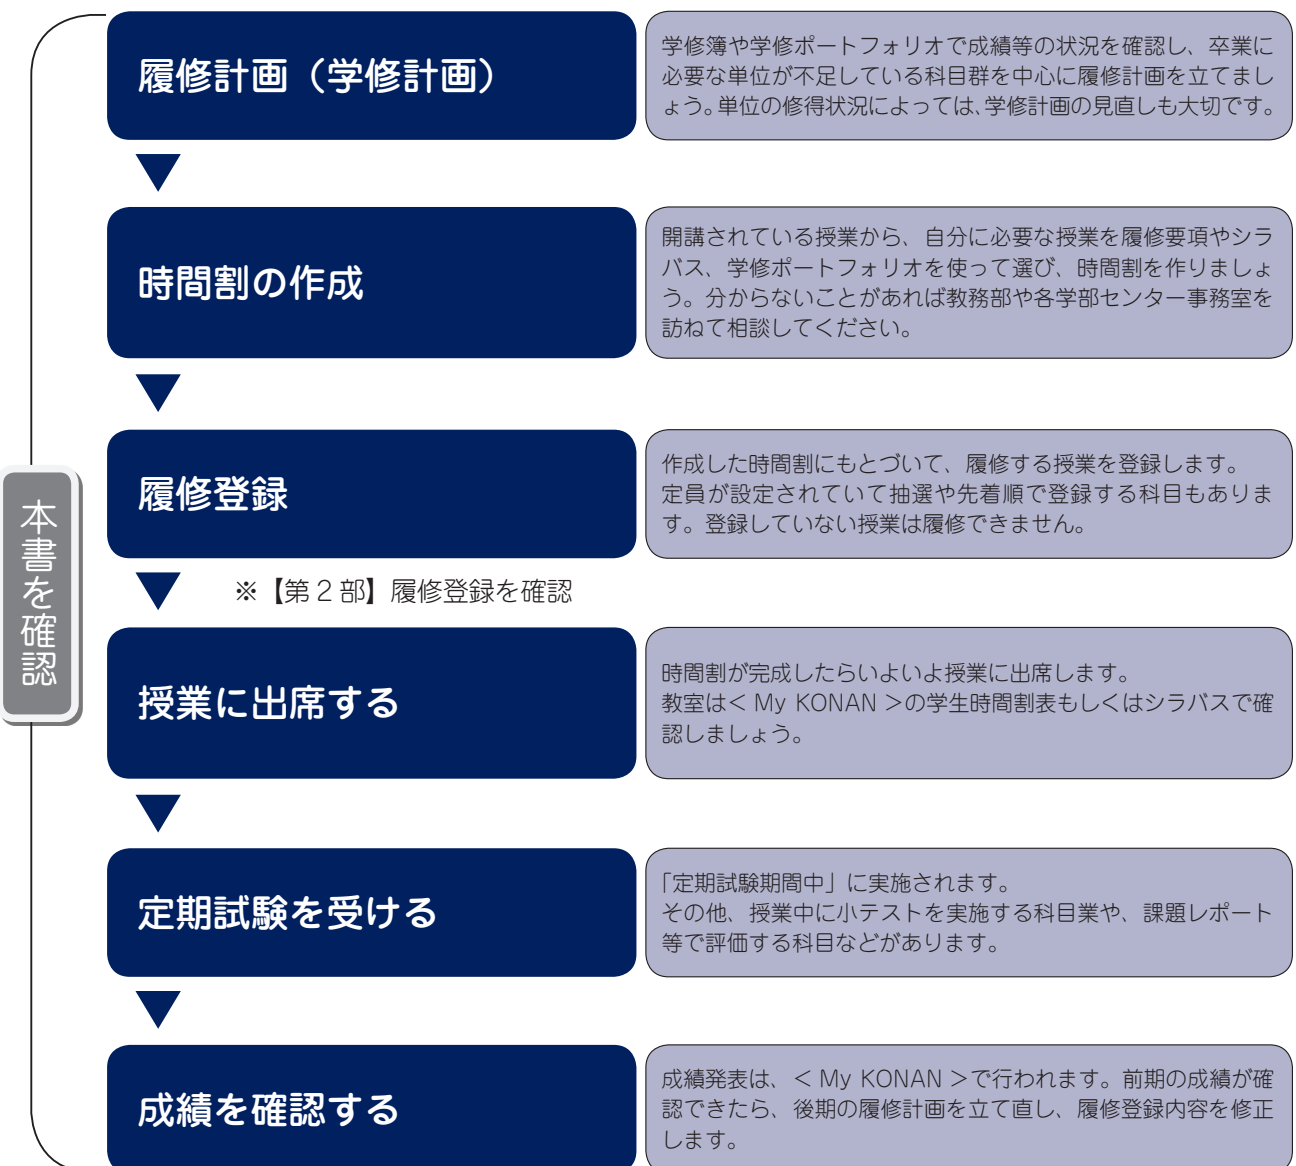 本書を確認
履修計画（学修計画）
学修簿や学修ポートフォリオで成績等の状況を確認し、卒業に
必要な単位が不足している科目群を中心に履修計画を立てまし
ょう。単位の修得状況によっては、学修計画の見直しも大切です。
時間割の作成
開講されている授業から、自分に必要な授業を履修要項やシラ
バス、学修ポートフォリオを使って選び、時間割を作りましょ
う。分からないことがあれば教務部や各学部センター事務室を
訪ねて相談してください。
履修登録
作成した時間割にもとづいて、履修する授業を登録します。
定員が設定されていて抽選や先着順で登録する科目もありま
す。登録していない授業は履修できません。
※【第２部】履修登録を確認
授業に出席する
時間割が完成したらいよいよ授業に出席します。
教室は＜ My KONAN ＞の学生時間割表もしくはシラバスで確
認しましょう。
定期試験を受ける
「定期試験期間中」に実施されます。
その他、授業中に小テストを実施する科目業や、課題レポート
等で評価する科目などがあります。
成績を確認する
成績発表は、＜ My KONAN ＞で行われます。前期の成績が確
認できたら、後期の履修計画を立て直し、履修登録内容を修正
します。